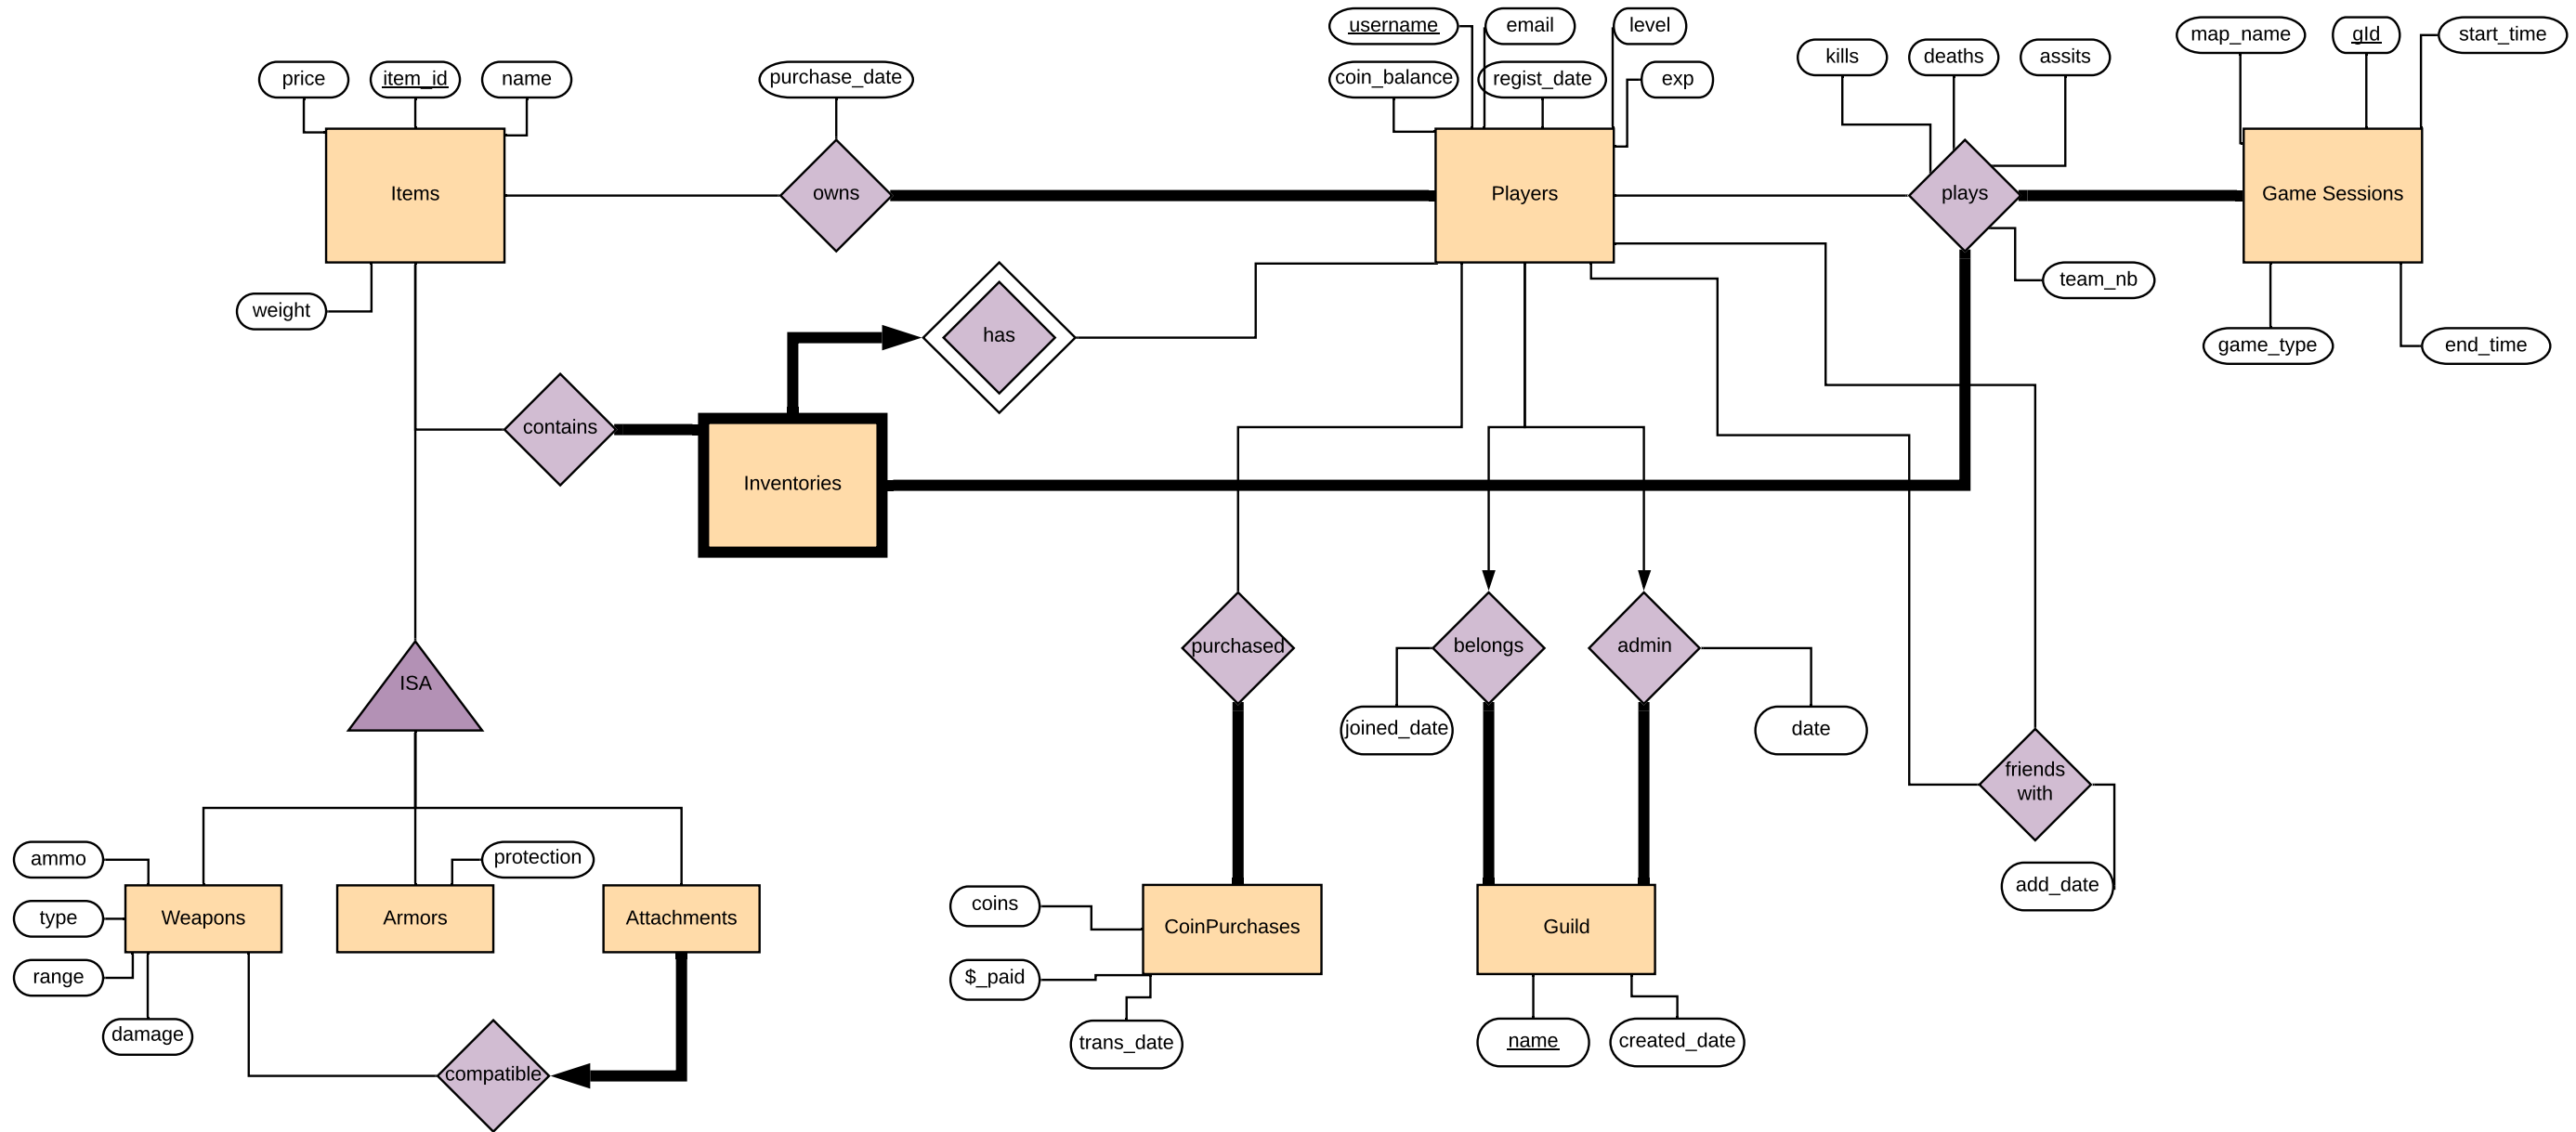 username
email
level
map_name
gId
start_time
kills
deaths
assits
price
item_id
name
purchase_date
coin_balance
regist_date
exp
Items
owns
Players
plays
Game Sessions
team_nb
weight
has
game_type
end_time
contains
Inventories
purchased
belongs
admin
ISA
joined_date
date
friends
with
ammo
protection
add_date
type
Weapons
Armors
Attachments
coins
CoinPurchases
Guild
range
$_paid
damage
trans_date
name
created_date
compatible